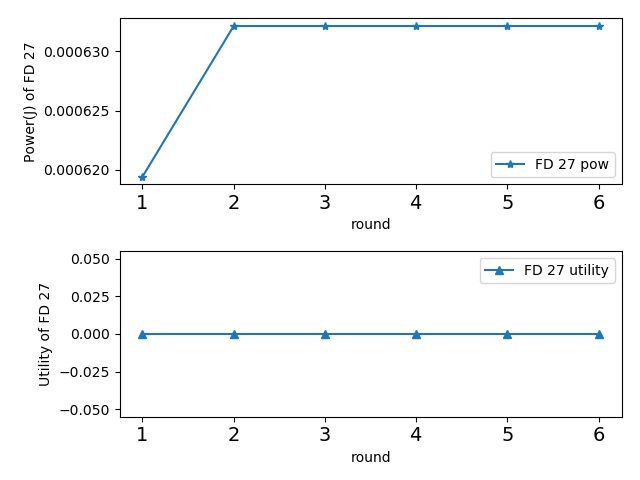 Power(J) of FD 27
0.000630
0.000625
0.000620
FD 27 pow
1 2 3 4 5 6
round
Utility of FD 27
0.050
0.025
0.000
−0.025
−0.050
FD 27 utility
1 2 3 4 5 6
round